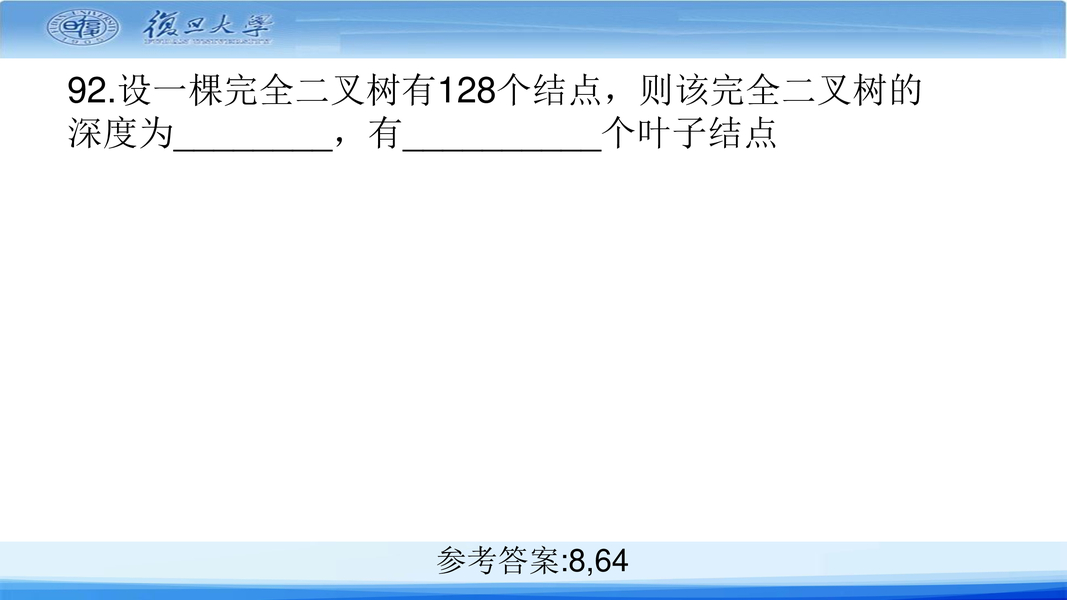 復旦大學
FUDAN UNIVERSITY
92.设一棵完全二叉树有128个结点，则该完全二叉树的
深度为________，有__________个叶子结点
参考答案:8,64